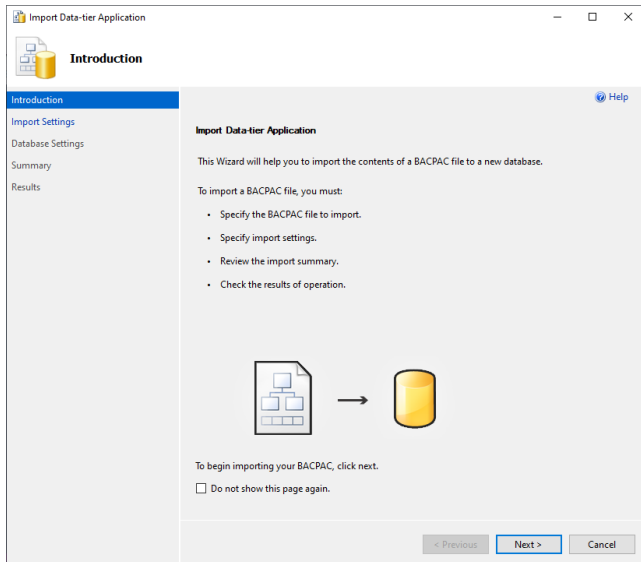 Import Data-tier Application
Introduction
Introduction
Help
Import Settings
Database Settings
Summary
Results
Import Data-tier Application
This Wizard will help you to import the contents of a BACPAC file to a new database.
To import a BACPAC file, you must:
• Specify the BACPAC file to import.
• Specify import settings.
• Review the import summary.
• Check the results of operation.
To begin importing your BACPAC, click next.
Do not show this page again.
< Previous
Next >
Cancel